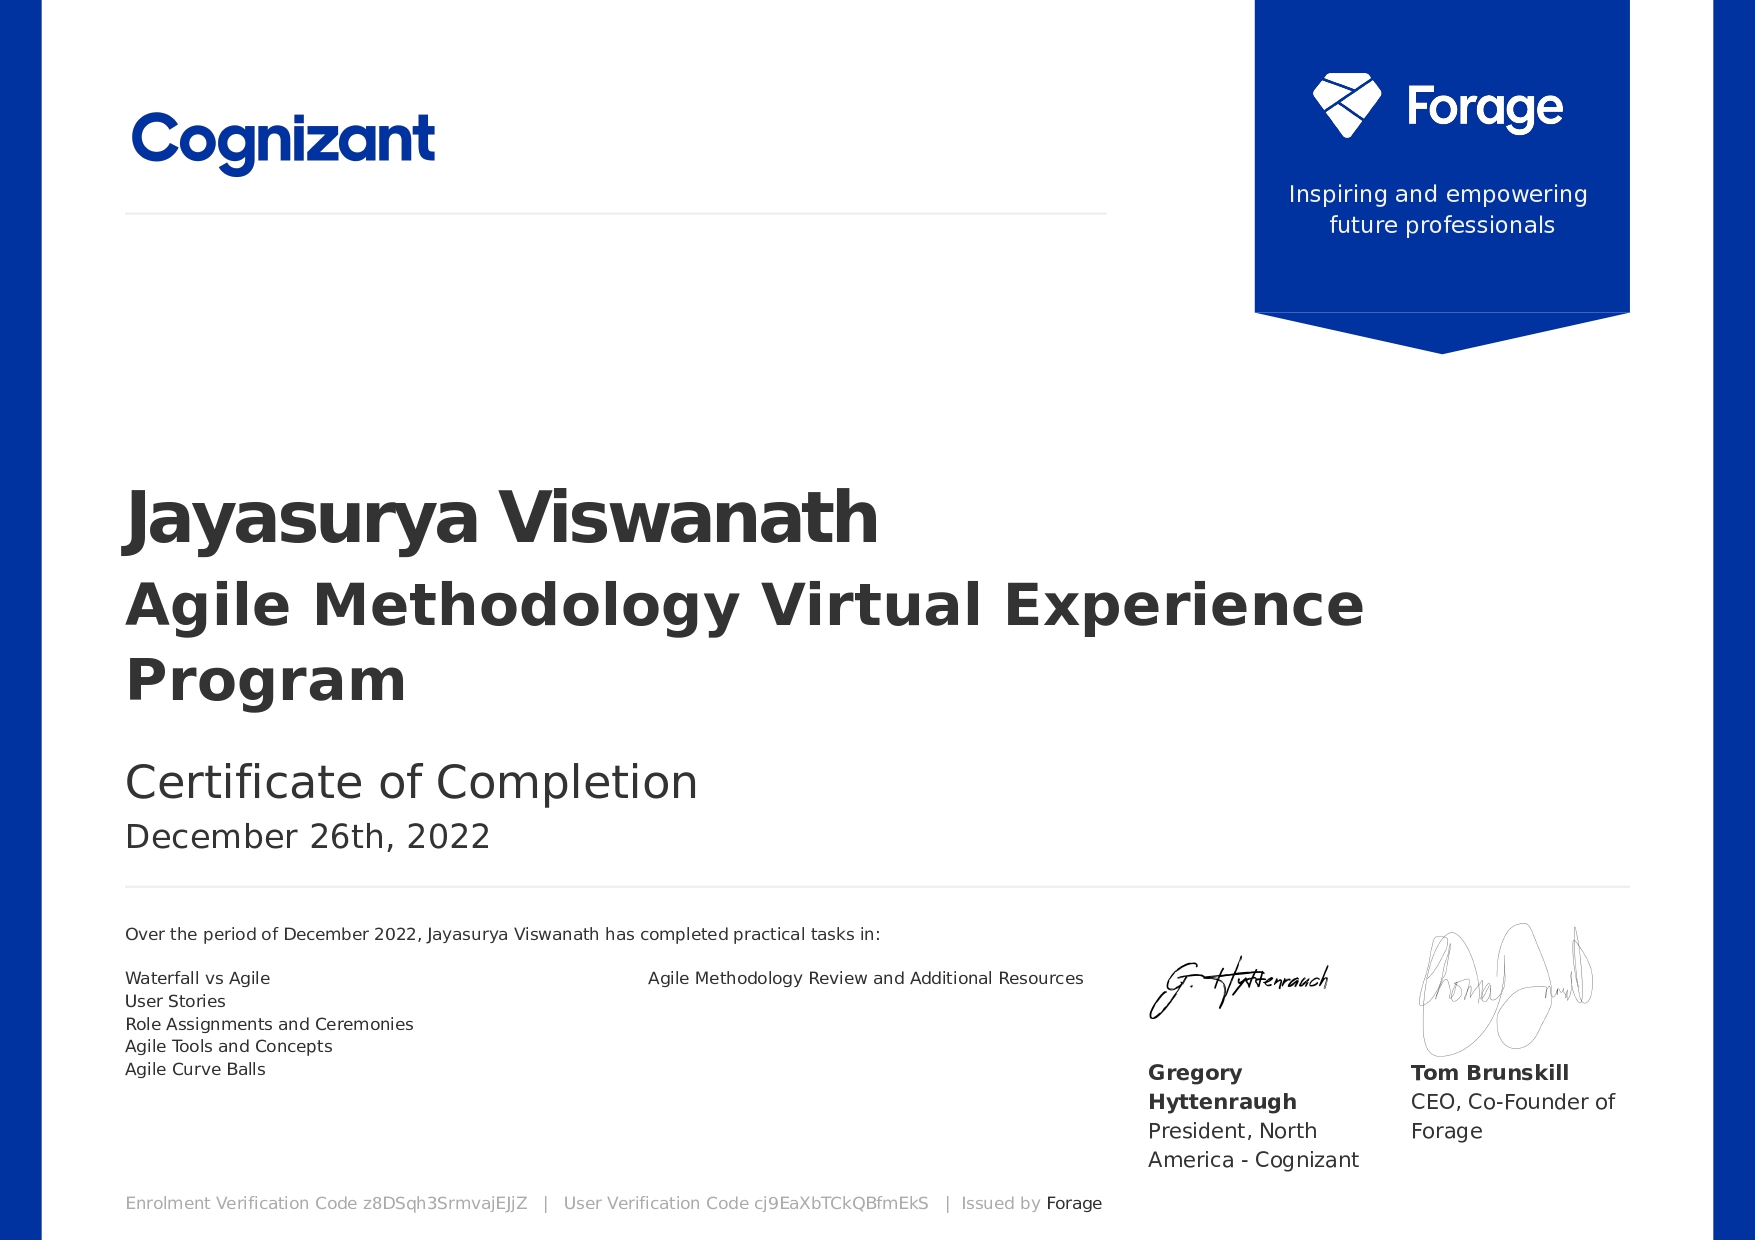 Cognizant
Forage
Inspiring and empowering
future professionals
Jayasurya Viswanath
Agile Methodology Virtual Experience
Program
Certificate of Completion
December 26th, 2022
Over the period of December 2022, Jayasurya Viswanath has completed practical tasks in:
Waterfall vs Agile
User Stories
Role Assignments and Ceremonies
Agile Tools and Concepts
Agile Curve Balls
Agile Methodology Review and Additional Resources
G. Hyttenrauch
Gregory
Hyttenraugh
President, North
America - Cognizant
Tom Brunskill
CEO, Co-Founder of
Forage
Enrolment Verification Code z8DSqh3SrmvajEJjZ | User Verification Code cj9EaXbTCkQBfmEkS | Issued by Forage